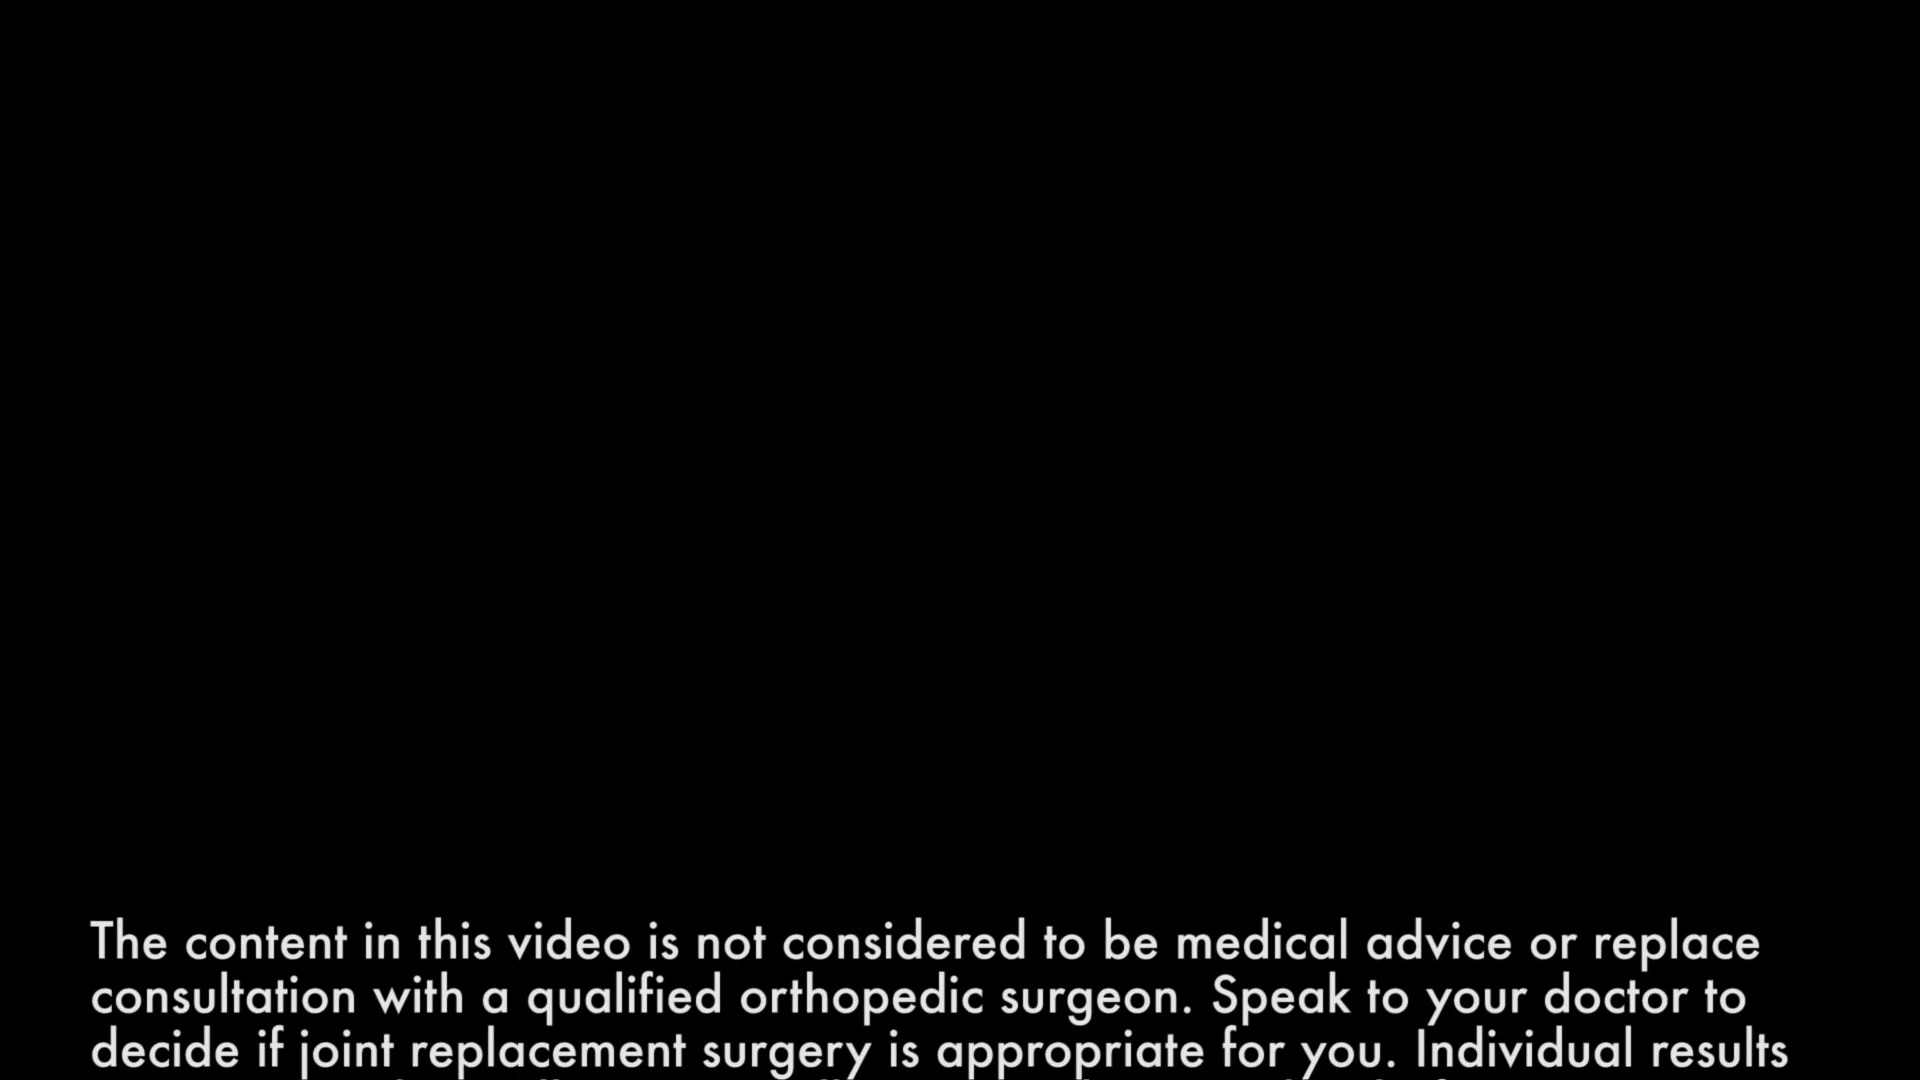 The content in this video is not considered to be medical advice or replace
consultation with a qualified orthopedic surgeon. Speak to your doctor to
decide if joint replacement surgery is appropriate for you. Individual results